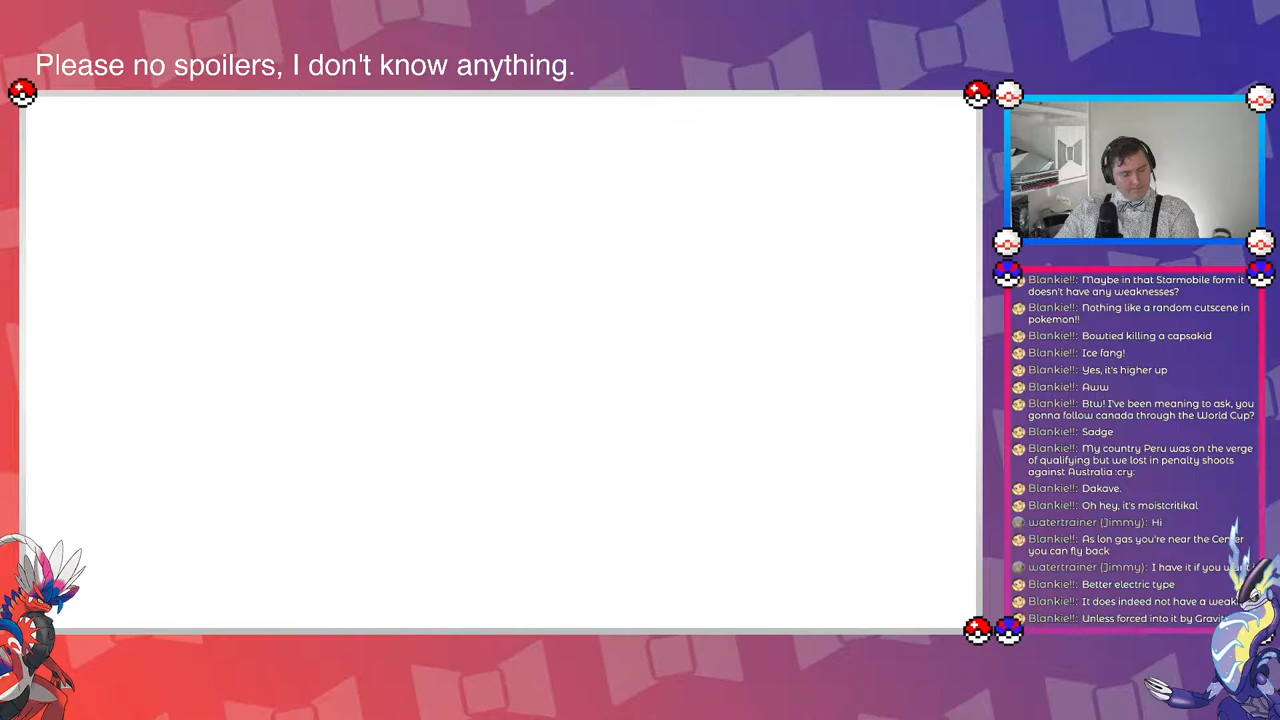 Please no spoilers, I don't know anything.
Blankie!!: Maybe in that Starmobile form it
doesn't have any weaknesses?
Blankie!!: Nothing like a random cutscene in
pokemon!!
Blankie!!: Bowtied killing a capsakid
Blankie!!: Ice fang!
Blankie!!: Yes, it's higher up
Blankie!!: Aww
Blankie!!: Btw! I've been meaning to ask, you
gonna follow canada through the World Cup?
Blankie!!: Sadge
Blankie!!: My country Peru was on the verge
of qualifying but we lost in penalty shoots
against Australia :cry:
Blankie!!: Dakave.
Blankie!!: Oh hey, it's moistcritikal
watertrainer (Jimmy): Hi
Blankie!!: As lon gas you're near the Center
you can fly back
watertrainer (Jimmy): I have it if you
Blankie!!: Better electric type
Blankie!!: It does indeed not have a
Blankie!!: Unless forced into it by